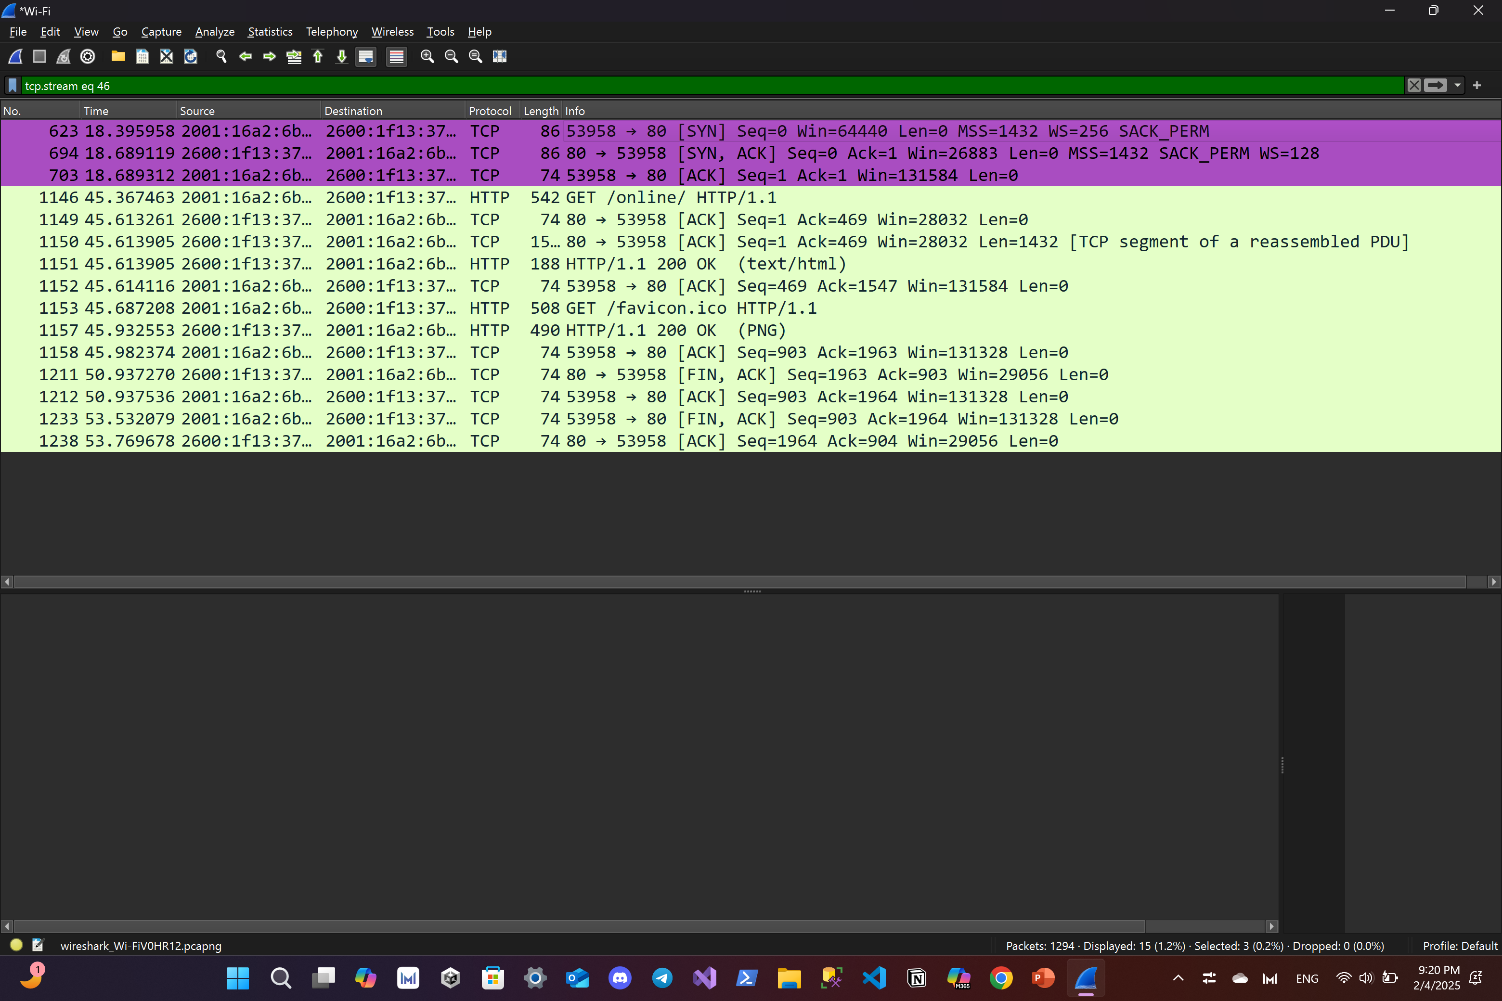 *Wi-Fi
File Edit View Go Capture Analyze Statistics Telephony Wireless Tools Help
tcp.stream eq 46
No. Time Source Destination Protocol Length Info
623 18.395958 2001:16a2:6b… 2600:1f13:37… TCP 86 53958 → 80 [SYN] Seq=0 Win=64440 Len=0 MSS=1432 WS=256 SACK_PERM
694 18.689119 2600:1f13:37… 2001:16a2:6b… TCP 86 80 → 53958 [SYN, ACK] Seq=0 Ack=1 Win=26883 Len=0 MSS=1432 SACK_PERM WS=128
703 18.689312 2001:16a2:6b… 2600:1f13:37… TCP 74 53958 → 80 [ACK] Seq=1 Ack=1 Win=131584 Len=0
1146 45.367463 2001:16a2:6b… 2600:1f13:37… HTTP 542 GET /online/ HTTP/1.1
1149 45.613261 2600:1f13:37… 2001:16a2:6b… TCP 74 80 → 53958 [ACK] Seq=1 Ack=469 Win=28032 Len=0
1150 45.613905 2600:1f13:37… 2001:16a2:6b… TCP 15… 80 → 53958 [ACK] Seq=1 Ack=469 Win=28032 Len=1432 [TCP segment of a reassembled PDU]
1151 45.613905 2600:1f13:37… 2001:16a2:6b… HTTP 188 HTTP/1.1 200 OK (text/html)
1152 45.614116 2001:16a2:6b… 2600:1f13:37… TCP 74 53958 → 80 [ACK] Seq=469 Ack=1547 Win=131584 Len=0
1153 45.687208 2001:16a2:6b… 2600:1f13:37… HTTP 508 GET /favicon.ico HTTP/1.1
1157 45.932553 2600:1f13:37… 2001:16a2:6b… HTTP 490 HTTP/1.1 200 OK (PNG)
1158 45.982374 2001:16a2:6b… 2600:1f13:37… TCP 74 53958 → 80 [ACK] Seq=903 Ack=1963 Win=131328 Len=0
1211 50.937270 2600:1f13:37… 2001:16a2:6b… TCP 74 80 → 53958 [FIN, ACK] Seq=1963 Ack=903 Win=29056 Len=0
1212 50.937536 2001:16a2:6b… 2600:1f13:37… TCP 74 53958 → 80 [ACK] Seq=903 Ack=1964 Win=131328 Len=0
1233 53.532079 2001:16a2:6b… 2600:1f13:37… TCP 74 53958 → 80 [FIN, ACK] Seq=903 Ack=1964 Win=131328 Len=0
1238 53.769678 2600:1f13:37… 2001:16a2:6b… TCP 74 80 → 53958 [ACK] Seq=1964 Ack=904 Win=29056 Len=0
wireshark_Wi-FiV0HR12.pcapng Packets: 1294 · Displayed: 15 (1.2%) · Selected: 3 (0.2%) · Dropped: 0 (0.0%) Profile: Default
1
M365
ENG
9:20 PM
2/4/2025